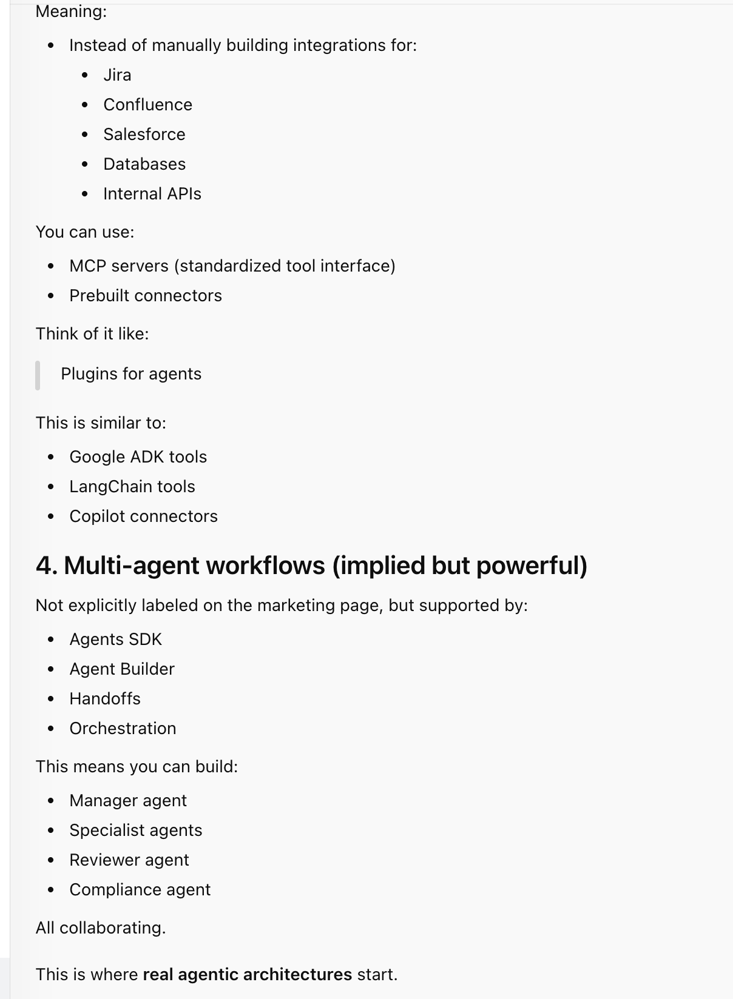 Meaning:
• Instead of manually building integrations for:
• Jira
• Confluence
• Salesforce
• Databases
• Internal APIs
You can use:
• MCP servers (standardized tool interface)
• Prebuilt connectors
Think of it like:
Plugins for agents
This is similar to:
• Google ADK tools
• LangChain tools
• Copilot connectors
4. Multi-agent workflows (implied but powerful)
Not explicitly labeled on the marketing page, but supported by:
• Agents SDK
• Agent Builder
• Handoffs
• Orchestration
This means you can build:
• Manager agent
• Specialist agents
• Reviewer agent
• Compliance agent
All collaborating.
This is where real agentic architectures start.